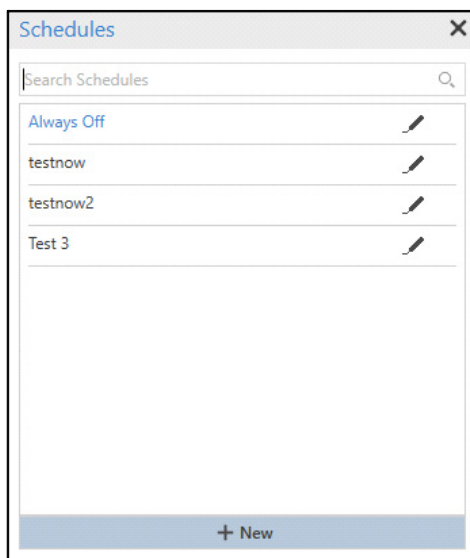 Schedules
Search Schedules
Always Off
testnow
testnow2
Test 3
New